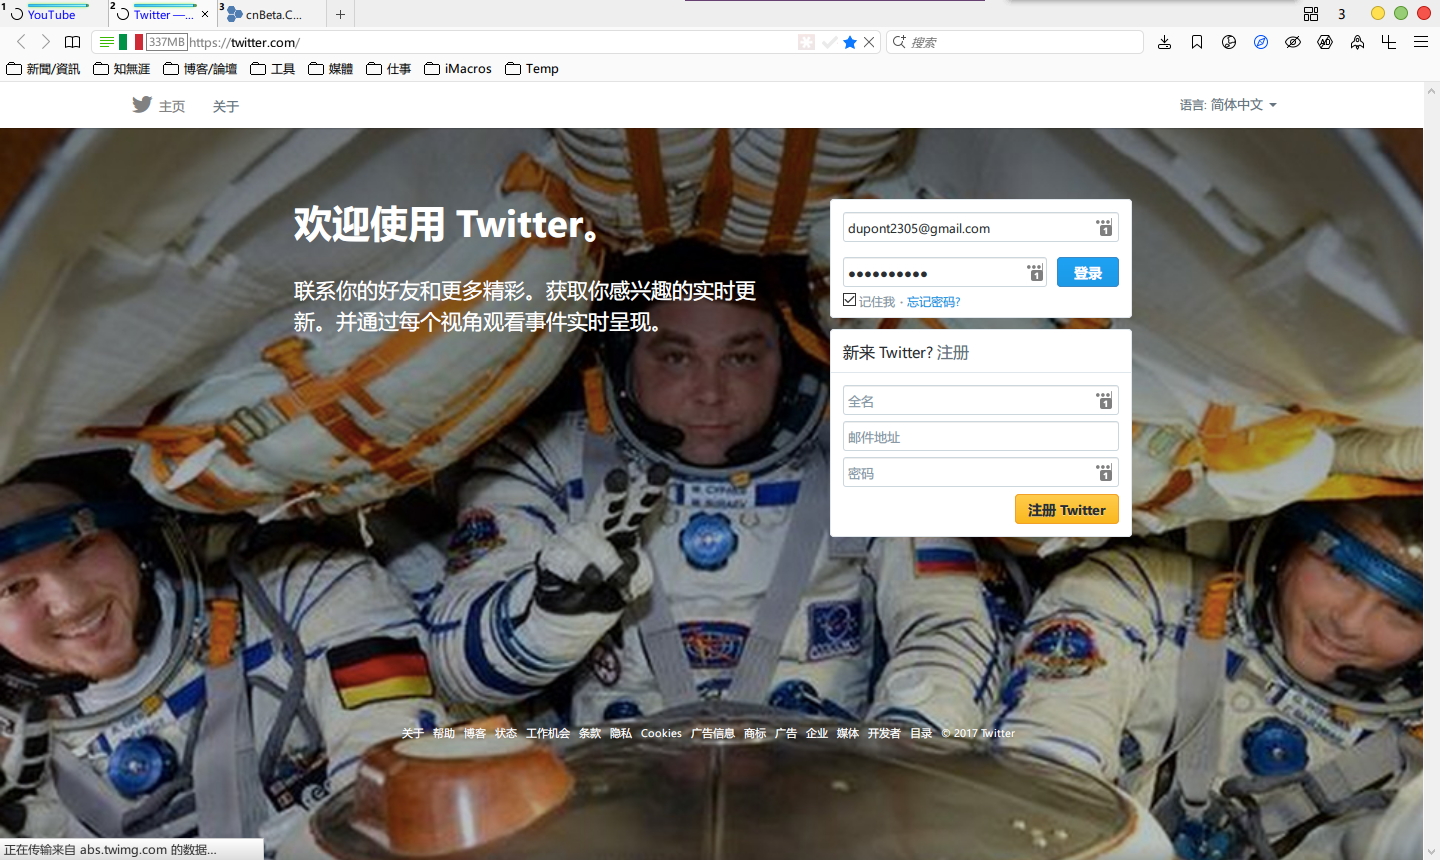 1 YouTube
2 Twitter —...
3 cnBeta.C...
3
337MB https://twitter.com/
搜索
新聞/資訊
知無涯
博客/論壇
工具
媒體
仕事
iMacros
Temp
主页
关于
语言: 简体中文
欢迎使用 Twitter。
联系你的好友和更多精彩。获取你感兴趣的实时更
新。并通过每个视角观看事件实时呈现。
dupont2305@gmail.com
●●●●●●●●●●
登录
记住我 · 忘记密码?
新来 Twitter? 注册
全名
邮件地址
密码
注册 Twitter
关于 帮助 博客 状态 工作机会 条款 隐私 Cookies 广告信息 商标 广告 企业 媒体 开发者 目录 © 2017 Twitter
正在传输来自 abs.twimg.com 的数据...